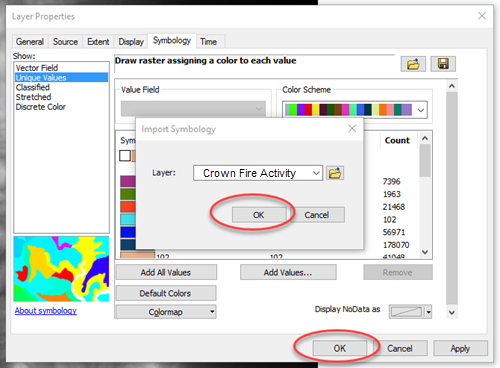 Layer Properties
General Source Extent Display Symbology Time
Show:
Vector Field
Unique Values
Classified
Stretched
Discrete Color
About symbology
Draw raster assigning a color to each value
Value Field
Color Scheme
Sym
Count
7396
1963
21468
102
56971
178070
102
41048
Import Symbology
Layer:
Crown Fire Activity
OK Cancel
Add All Values Add Values... Remove
Default Colors
Colormap
Display NoData as
OK Cancel Apply